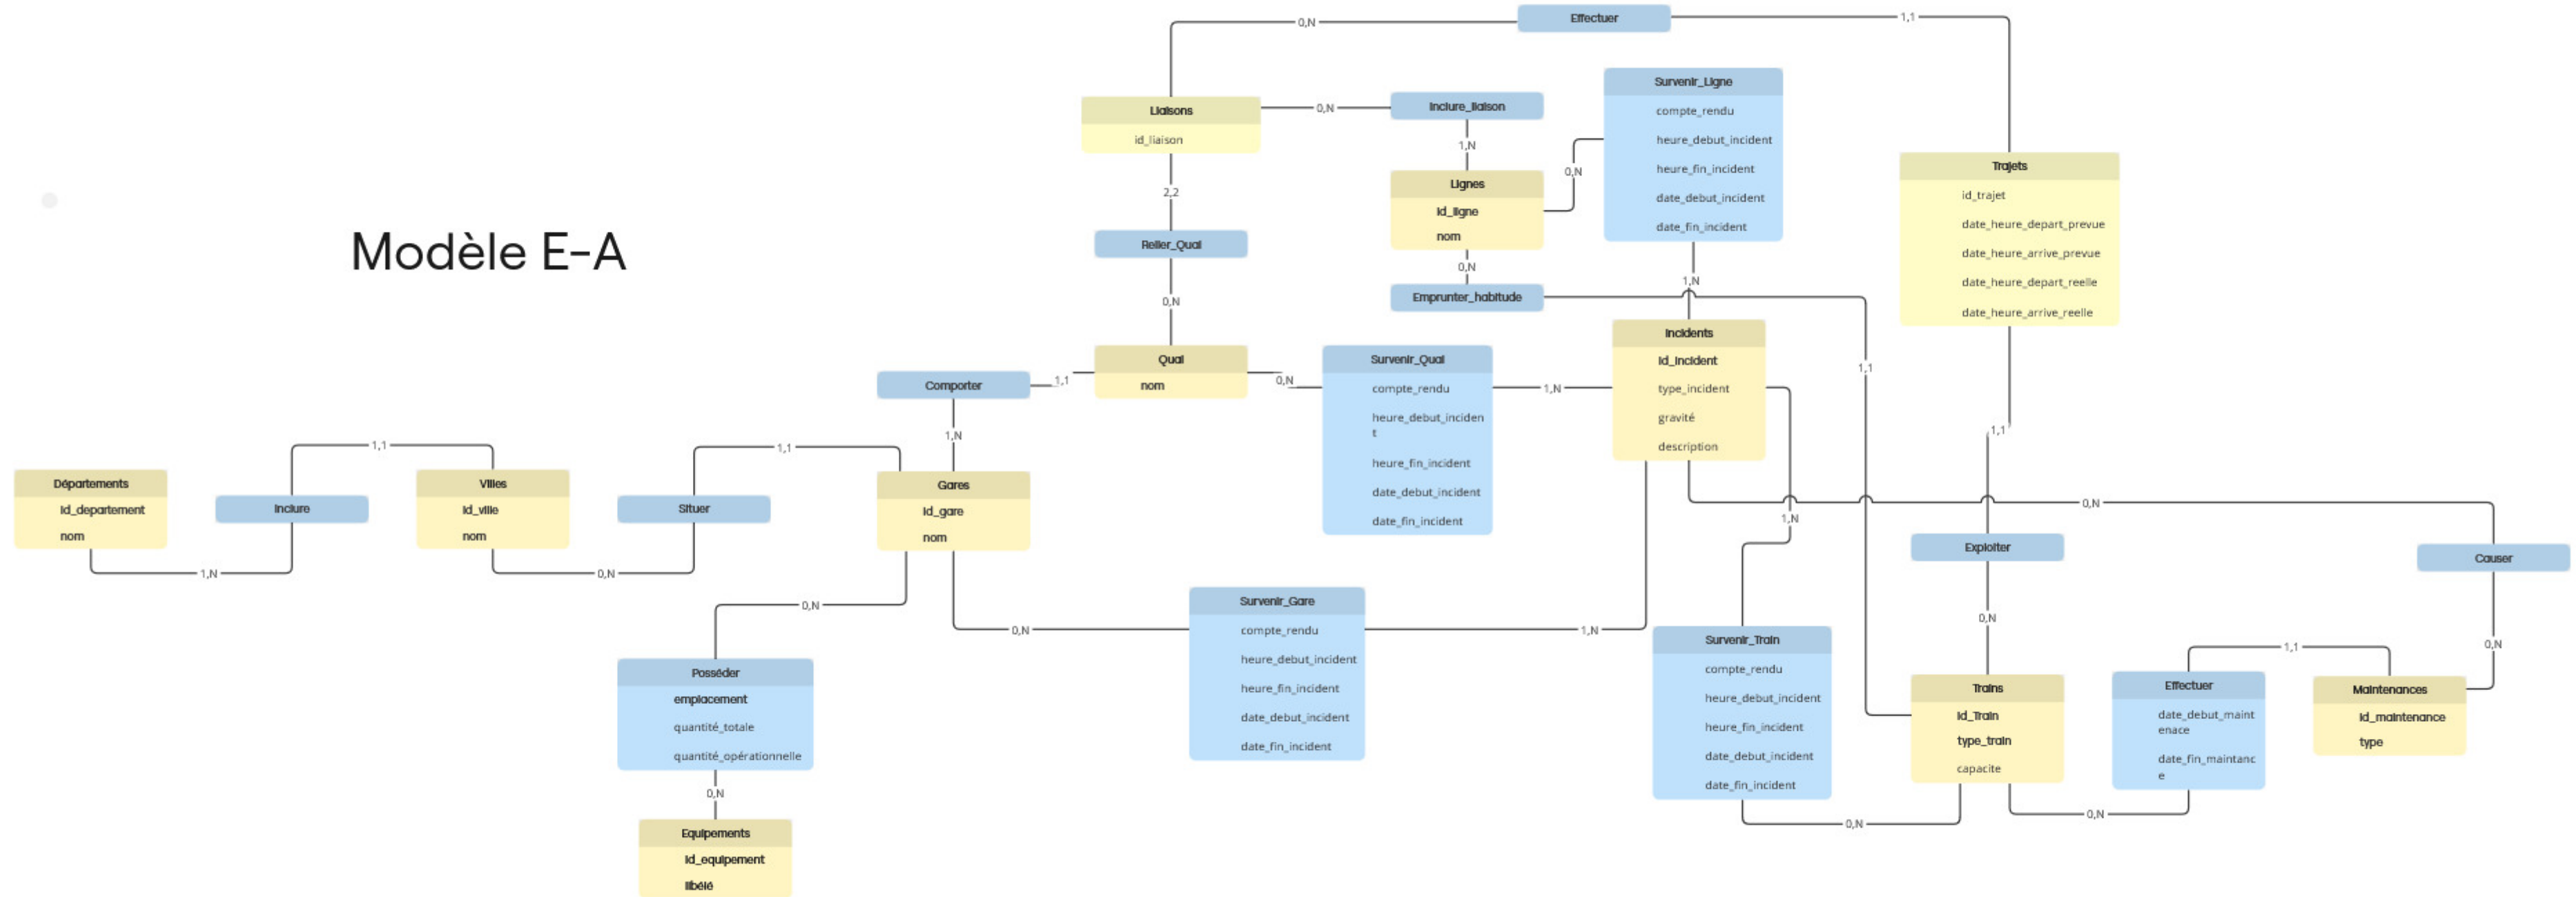 Modèle E-A
0,N
Effectuer
1,1
Liaisons
id_liaison
0,N
Inclure_liaison
1,N
Lignes
id_ligne
nom
0,N
Survenir_Ligne
compte_rendu
heure_debut_incident
heure_fin_incident
date_debut_incident
date_fin_incident
1,N
Trajets
id_trajet
date_heure_depart_prevue
date_heure_arrive_prevue
date_heure_depart_reelle
date_heure_arrive_reelle
2,2
Relier_Quai
0,N
0,N
Emprunter_habitude
1,1
Quai
nom
1,1
Comporter
1,N
0,N
Survenir_Quai
compte_rendu
heure_debut_inciden
t
heure_fin_incident
date_debut_incident
date_fin_incident
1,N
Incidents
id_incident
type_incident
gravité
description
1,1
Départements
id_departement
nom
1,N
Inclure
1,1
Villes
id_ville
nom
0,N
Situer
1,1
Gares
id_gare
nom
0,N
Posséder
emplacement
quantité_totale
quantité_opérationnelle
0,N
Equipements
id_equipement
libélé
0,N
Survenir_Gare
compte_rendu
heure_debut_incident
heure_fin_incident
date_debut_incident
date_fin_incident
1,N
1,N
Survenir_Train
compte_rendu
heure_debut_incident
heure_fin_incident
date_debut_incident
date_fin_incident
0,N
Exploiter
0,N
Trains
id_Train
type_train
capacite
0,N
Effectuer
date_debut_maint
enace
date_fin_maintanc
e
1,1
Maintenances
id_maintenance
type
0,N
Causer
0,N